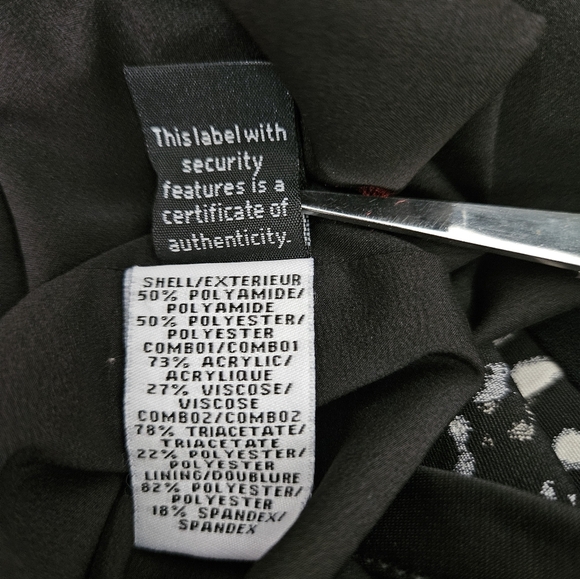 This label with
security
features is a
certificate of
authenticity.
SHELL/EXTERIEUR
50% POLYAMIDE/
POLYAMIDE
50% POLYESTER/
POLYESTER
COMBO1/COMBO1
73% ACRYLIC/
ACRYLIQUE
27% VISCOSE/
VISCOSE
COMBO2/COMBO2
78% TRIACETATE/
TRIACETATE
22% POLYESTER/
POLYESTER
LINING/DOUBLURE
82% POLYESTER/
POLYESTER
18% SPANDEX/
SPANDEX